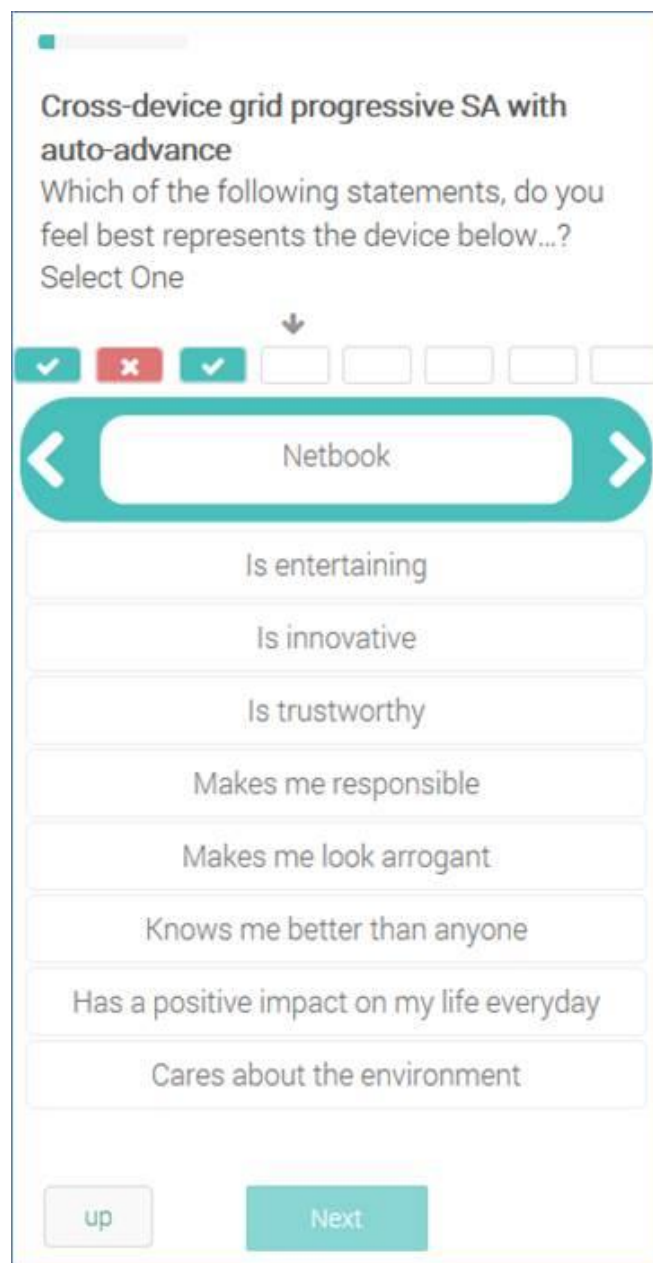 Cross-device grid progressive SA with
auto-advance
Which of the following statements, do you
feel best represents the device below...?
Select One
Netbook
Is entertaining
Is innovative
Is trustworthy
Makes me responsible
Makes me look arrogant
Knows me better than anyone
Has a positive impact on my life everyday
Cares about the environment
up
Next